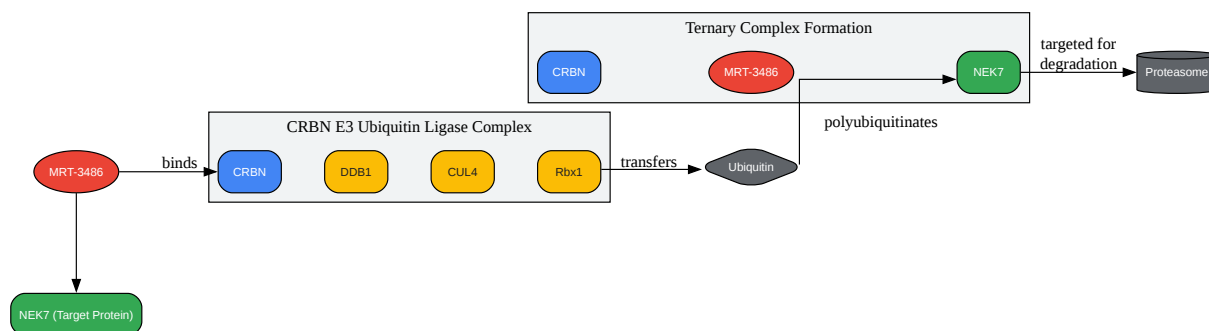 Ternary Complex Formation
CRBN
MRT-3486
NEK7
targeted for
degradation
Proteasome
polyubiquitinates
CRBN E3 Ubiquitin Ligase Complex
MRT-3486
binds
CRBN
DDB1
CUL4
Rbx1
transfers
Ubiquitin
NEK7 (Target Protein)